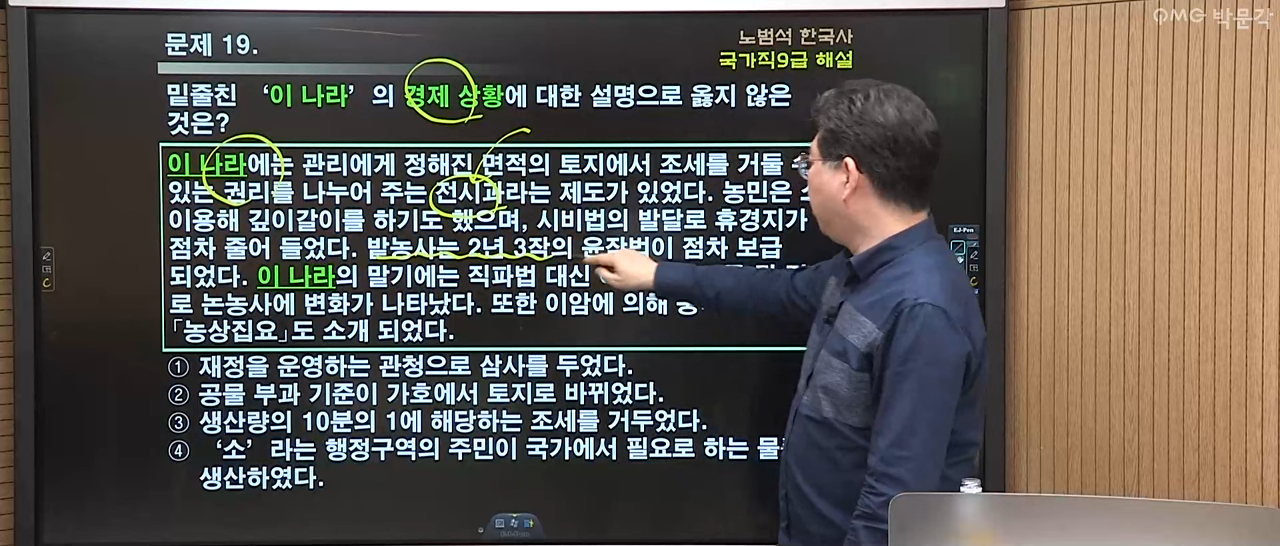 QMG 박문각
문제 19.
노범석 한국사
국가직9급 해설
밑줄친 ‘이 나라’의 경제 상황에 대한 설명으로 옳지 않은
것은?
이 나라에는 관리에게 정해진 면적의 토지에서 조세를 거둘
있는 권리를 나누어 주는 전시과라는 제도가 있었다. 농민은
이용해 깊이갈이를 하기도 했으며, 시비법의 발달로 휴경지가
점차 줄어 들었다. 밭농사는 2년 3작의 윤작법이 점차 보급
되었다. 이 나라의 말기에는 직파법 대신
로 논농사에 변화가 나타났다. 또한 이암에 의해
「농상집요」도 소개 되었다.
① 재정을 운영하는 관청으로 삼사를 두었다.
② 공물 부과 기준이 가호에서 토지로 바뀌었다.
③ 생산량의 10분의 1에 해당하는 조세를 거두었다.
④ ‘소’라는 행정구역의 주민이 국가에서 필요로 하는
생산하였다.
EJ-Pen